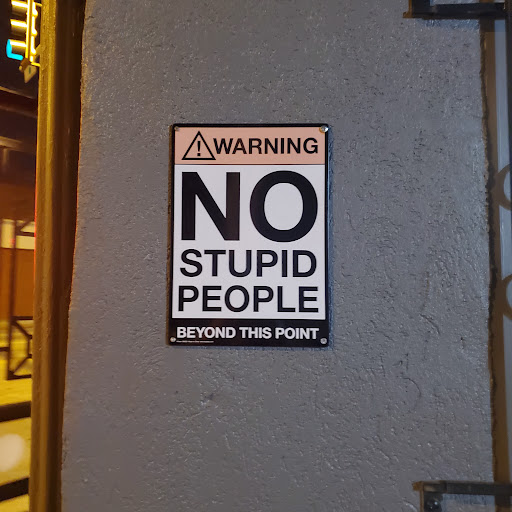 WARNING
NO
STUPID
PEOPLE
BEYOND THIS POINT